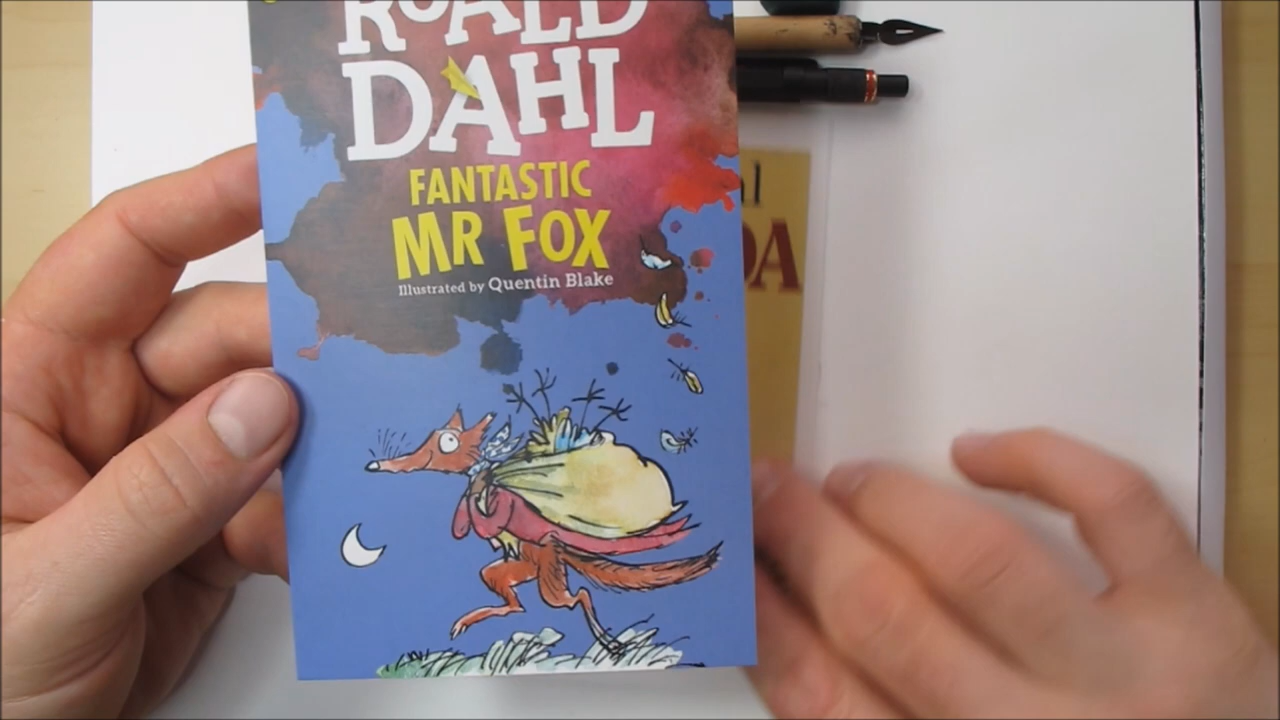 ROALD
DAHL
FANTASTIC
MR FOX
Illustrated by Quentin Blake